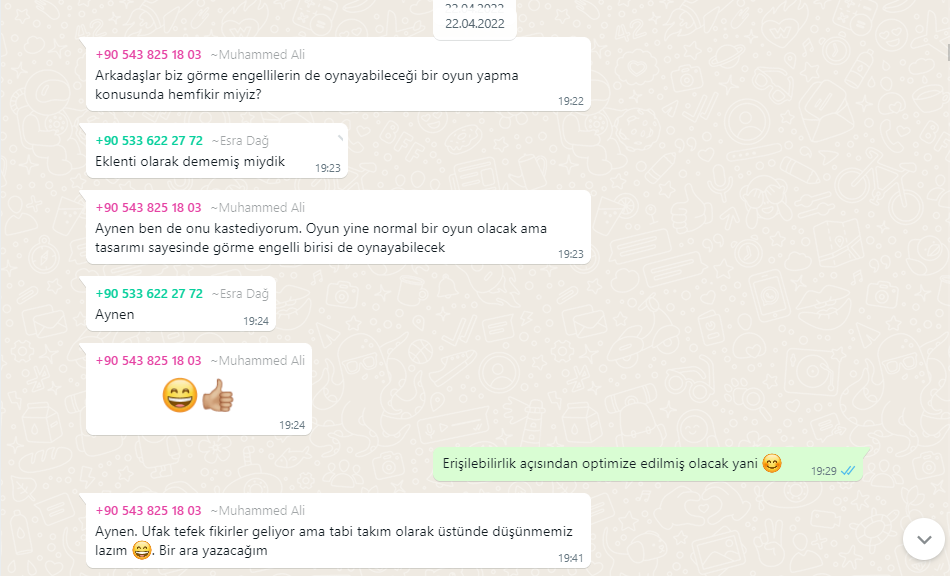 22.04.2022
22.04.2022
+90 543 825 18 03 ~Muhammed Ali
Arkadaşlar biz görme engellilerin de oynayabileceği bir oyun yapma
konusunda hemfikir miyiz?
19:22
+90 533 622 27 72 ~Esra Dağ
Eklenti olarak dememiş miydik
19:23
+90 543 825 18 03 ~Muhammed Ali
Aynen ben de onu kastediyorum. Oyun yine normal bir oyun olacak ama
tasarımı sayesinde görme engelli birisi de oynayabilecek
19:23
+90 533 622 27 72 ~Esra Dağ
Aynen
19:24
+90 543 825 18 03 ~Muhammed Ali
😄👍🏼
19:24
Erişilebilirlik açısından optimize edilmiş olacak yani 😊
19:29
+90 543 825 18 03 ~Muhammed Ali
Aynen. Ufak tefek fikirler geliyor ama tabi takım olarak üstünde düşünmemiz
lazım 😄. Bir ara yazacağım
19:41